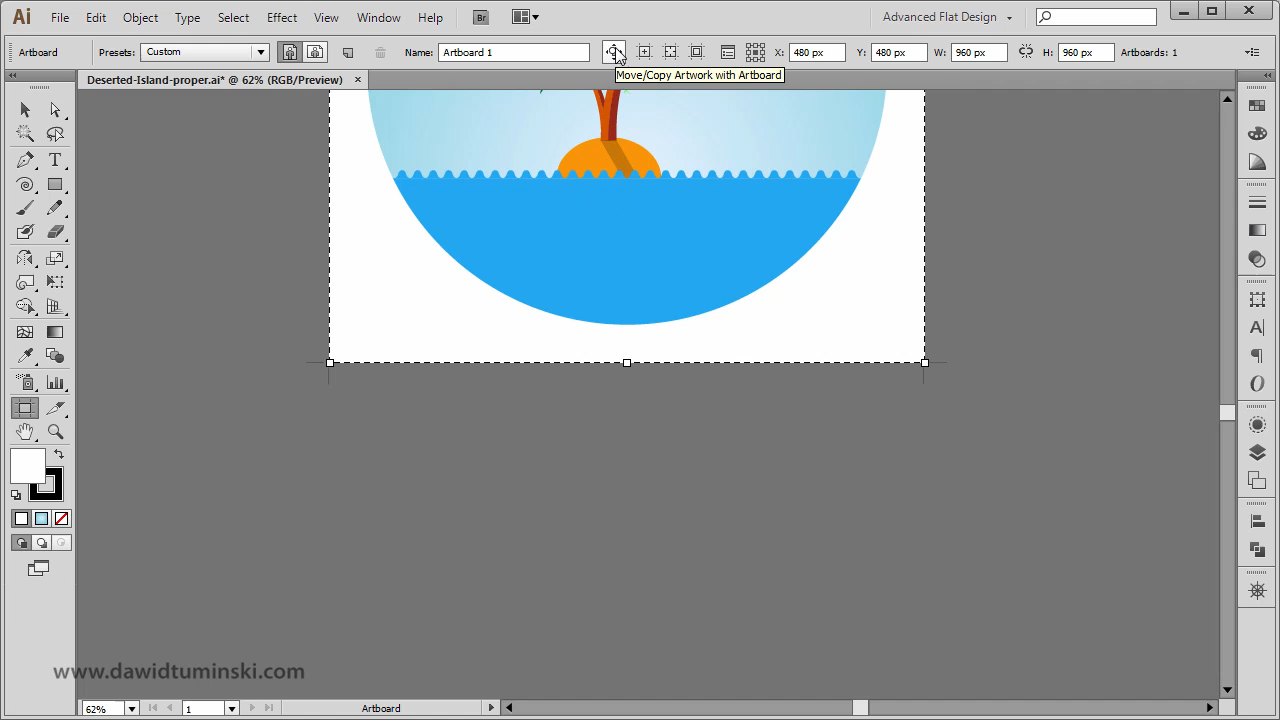 Ai File Edit Object Type Select Effect View Window Help Br Advanced Flat Design
Artboard Presets: Custom Name: Artboard 1 X: 480 px Y: 480 px W: 960 px H: 960 px Artboards: 1
Move/Copy Artwork with Artboard
Deserted-Island-proper.ai* @ 62% (RGB/Preview)
www.dawidtuminski.com
62% 1 Artboard